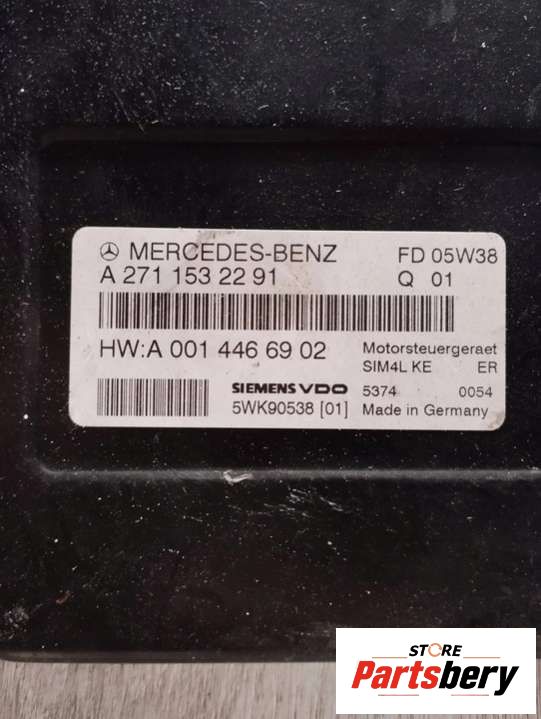 MERCEDES-BENZ FD 05W38
A 271 153 22 91 Q 01
HW:A 001 446 69 02 Motorsteuergeraet
SIM4L KE ER
SIEMENS VDO 5374 0054
5WK90538 [01] Made in Germany
STORE
Partsbery